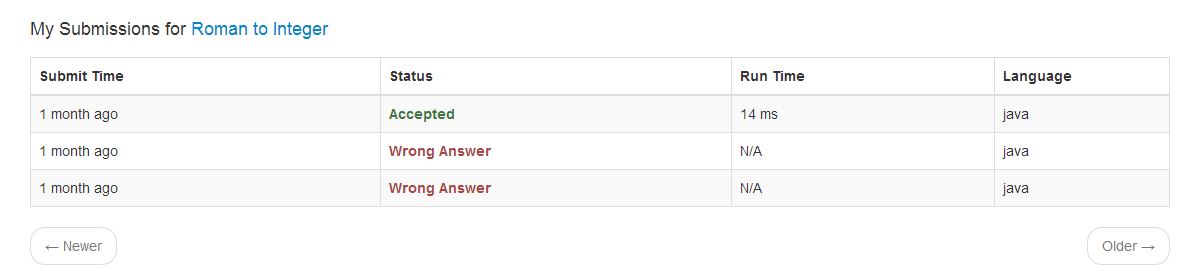 My Submissions for Roman to Integer
Submit Time Status Run Time Language
1 month ago Accepted 14 ms java
1 month ago Wrong Answer N/A java
1 month ago Wrong Answer N/A java
← Newer Older →